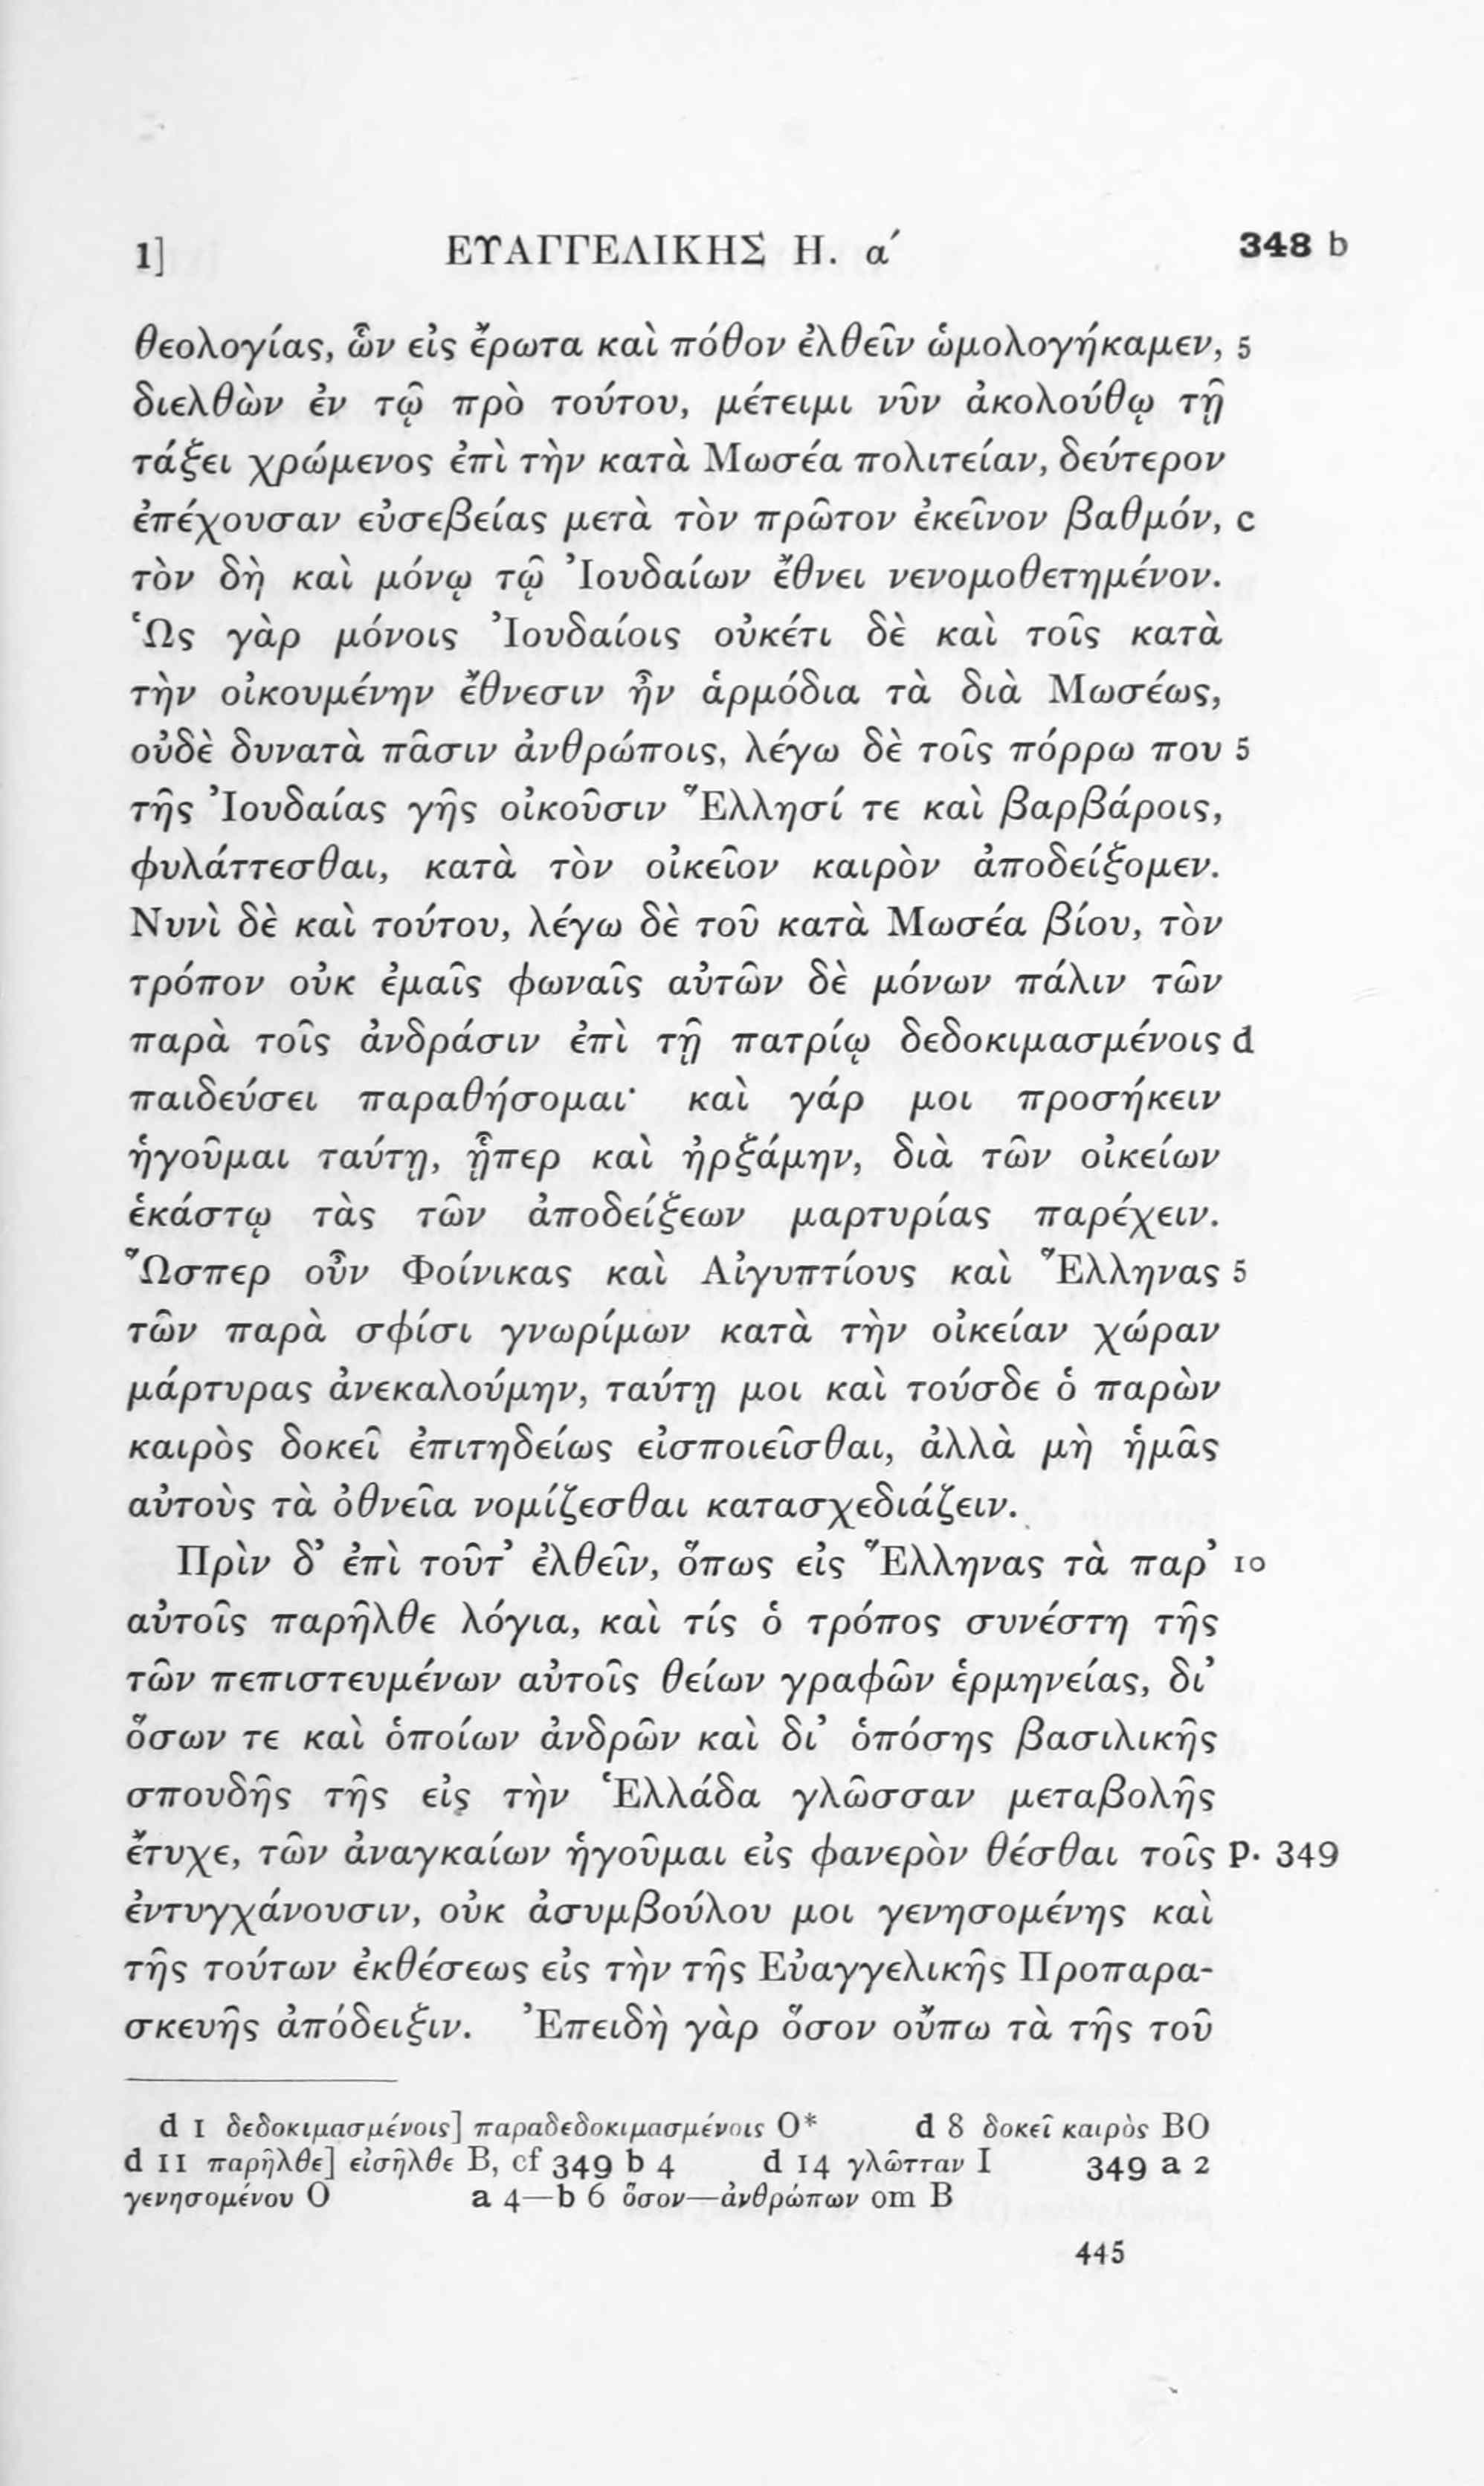 1] ΕΥΑΓΓΕΛΙΚΗΣ Η. α΄ 348 b
θεολογίας, ὧν εἰς ἔρωτα καὶ πόθον ἐλθεῖν ὡμολογήκαμεν, 5
διελθὼν ἐν τῷ πρὸ τούτου, μέτειμι νῦν ἀκολούθῳ τῇ
τάξει χρώμενος ἐπὶ τὴν κατὰ Μωσέα πολιτείαν, δεύτερον
ἐπέχουσαν εὐσεβείας μετὰ τὸν πρῶτον ἐκεῖνον βαθμόν, c
τὸν δὴ καὶ μόνῳ τῷ Ἰουδαίων ἔθνει νενομοθετημένον.
Ὡς γὰρ μόνοις Ἰουδαίοις οὐκέτι δὲ καὶ τοῖς κατὰ
τὴν οἰκουμένην ἔθνεσιν ἦν ἁρμόδια τὰ διὰ Μωσέως,
οὐδὲ δυνατὰ πᾶσιν ἀνθρώποις, λέγω δὲ τοῖς πόρρω που 5
τῆς Ἰουδαίας γῆς οἰκοῦσιν Ἕλλησί τε καὶ βαρβάροις,
φυλάττεσθαι, κατὰ τὸν οἰκεῖον καιρὸν ἀποδείξομεν.
Νυνὶ δὲ καὶ τούτου, λέγω δὲ τοῦ κατὰ Μωσέα βίου, τὸν
τρόπον οὐκ ἐμαῖς φωναῖς αὐτῶν δὲ μόνων πάλιν τῶν
παρὰ τοῖς ἀνδράσιν ἐπὶ τῇ πατρίῳ δεδοκιμασμένοις d
παιδεύσει παραθήσομαι· καὶ γάρ μοι προσήκειν
ἡγοῦμαι ταύτῃ, ᾗπερ καὶ ἠρξάμην, διὰ τῶν οἰκείων
ἑκάστῳ τὰς τῶν ἀποδείξεων μαρτυρίας παρέχειν.
Ὥσπερ οὖν Φοίνικας καὶ Αἰγυπτίους καὶ Ἕλληνας 5
τῶν παρὰ σφίσι γνωρίμων κατὰ τὴν οἰκείαν χώραν
μάρτυρας ἀνεκαλούμην, ταύτῃ μοι καὶ τούσδε ὁ παρὼν
καιρὸς δοκεῖ ἐπιτηδείως εἰσποιεῖσθαι, ἀλλὰ μὴ ἡμᾶς
αὐτοὺς τὰ ὀθνεῖα νομίζεσθαι κατασχεδιάζειν.
Πρὶν δ’ ἐπὶ τοῦτ’ ἐλθεῖν, ὅπως εἰς Ἕλληνας τὰ παρ’ 10
αὐτοῖς παρῆλθε λόγια, καὶ τίς ὁ τρόπος συνέστη τῆς
τῶν πεπιστευμένων αὐτοῖς θείων γραφῶν ἑρμηνείας, δι’
ὅσων τε καὶ ὁποίων ἀνδρῶν καὶ δι’ ὁπόσης βασιλικῆς
σπουδῆς τῆς εἰς τὴν Ἑλλάδα γλῶσσαν μεταβολῆς
ἔτυχε, τῶν ἀναγκαίων ἡγοῦμαι εἰς φανερὸν θέσθαι τοῖς p. 349
ἐντυγχάνουσιν, οὐκ ἀσυμβούλου μοι γενησομένης καὶ
τῆς τούτων ἐκθέσεως εἰς τὴν τῆς Εὐαγγελικῆς Προπαρα-
σκευῆς ἀπόδειξιν. Ἐπειδὴ γὰρ ὅσον οὔπω τὰ τῆς τοῦ
d 1 δεδοκιμασμένοις] παραδεδοκιμασμένοις O* d 8 δοκεῖ καιρὸς BO
d 11 παρῆλθε] εἰσῆλθε B, cf 349 b 4 d 14 γλῶτταν I 349 a 2
γενησομένου O a 4—b 6 ὅσον—ἀνθρώπων om B
445